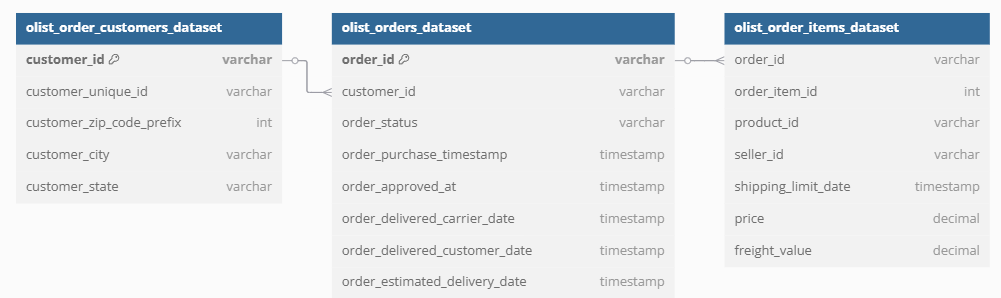 olist_order_customers_dataset
customer_id varchar
customer_unique_id varchar
customer_zip_code_prefix int
customer_city varchar
customer_state varchar
olist_orders_dataset
order_id varchar
customer_id varchar
order_status varchar
order_purchase_timestamp timestamp
order_approved_at timestamp
order_delivered_carrier_date timestamp
order_delivered_customer_date timestamp
order_estimated_delivery_date timestamp
olist_order_items_dataset
order_id varchar
order_item_id int
product_id varchar
seller_id varchar
shipping_limit_date timestamp
price decimal
freight_value decimal